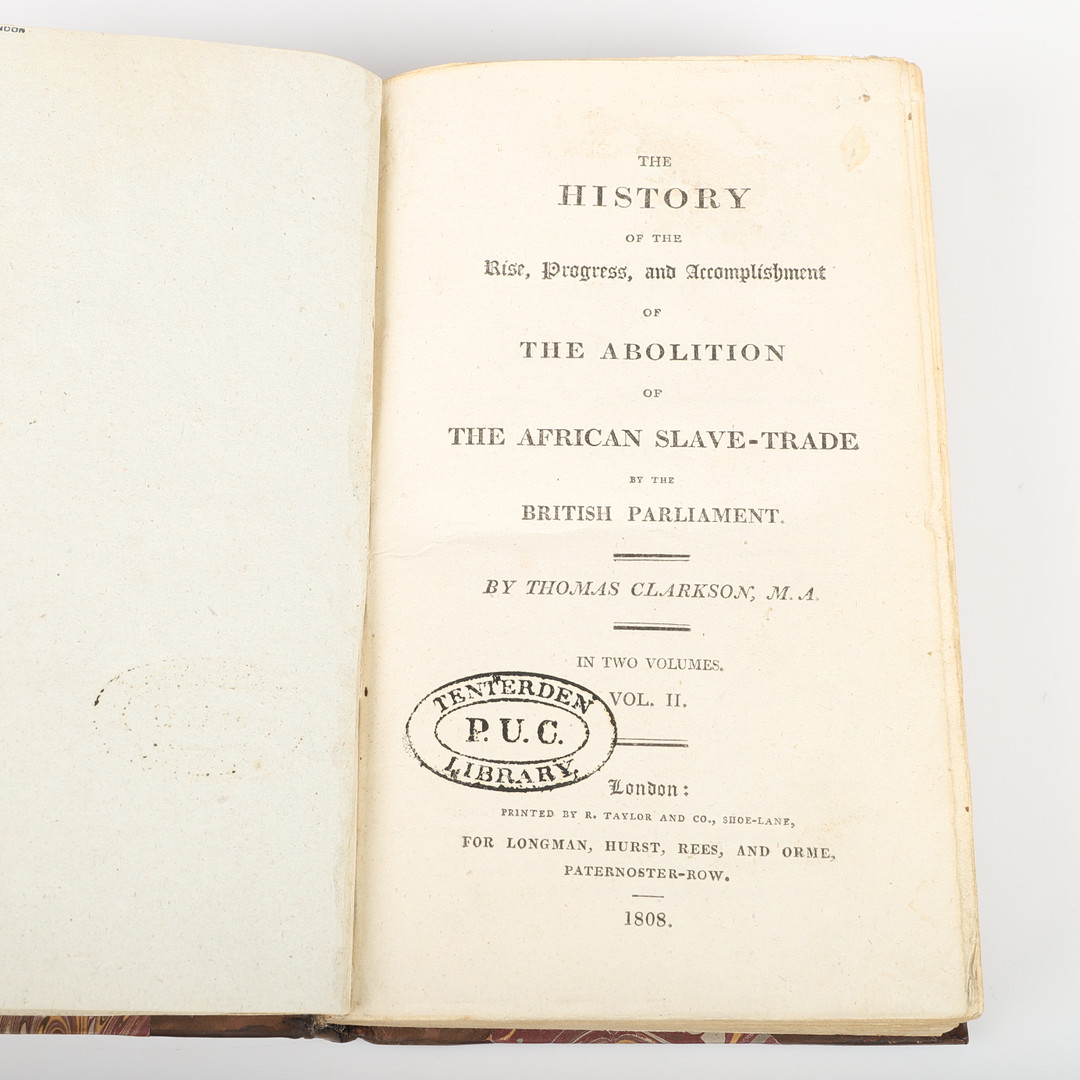 THE
HISTORY
OF THE
Rise, Progress, and Accomplishment
OF
THE ABOLITION
OF
THE AFRICAN SLAVE-TRADE
BY THE
BRITISH PARLIAMENT.
BY THOMAS CLARKSON, M.A.
IN TWO VOLUMES.
VOL. II.
TENTERDEN
P.U.C.
LIBRARY
London:
PRINTED BY R. TAYLOR AND CO., SHOE-LANE,
FOR LONGMAN, HURST, REES, AND ORME,
PATERNOSTER-ROW.
1808.